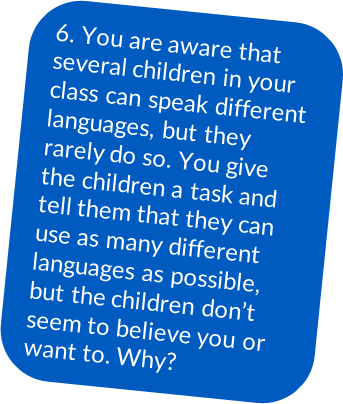 6. You are aware that
several children in your
class can speak different
languages, but they
rarely do so. You give
the children a task and
tell them that they can
use as many different
languages as possible,
but the children don’t
seem to believe you or
want to. Why?